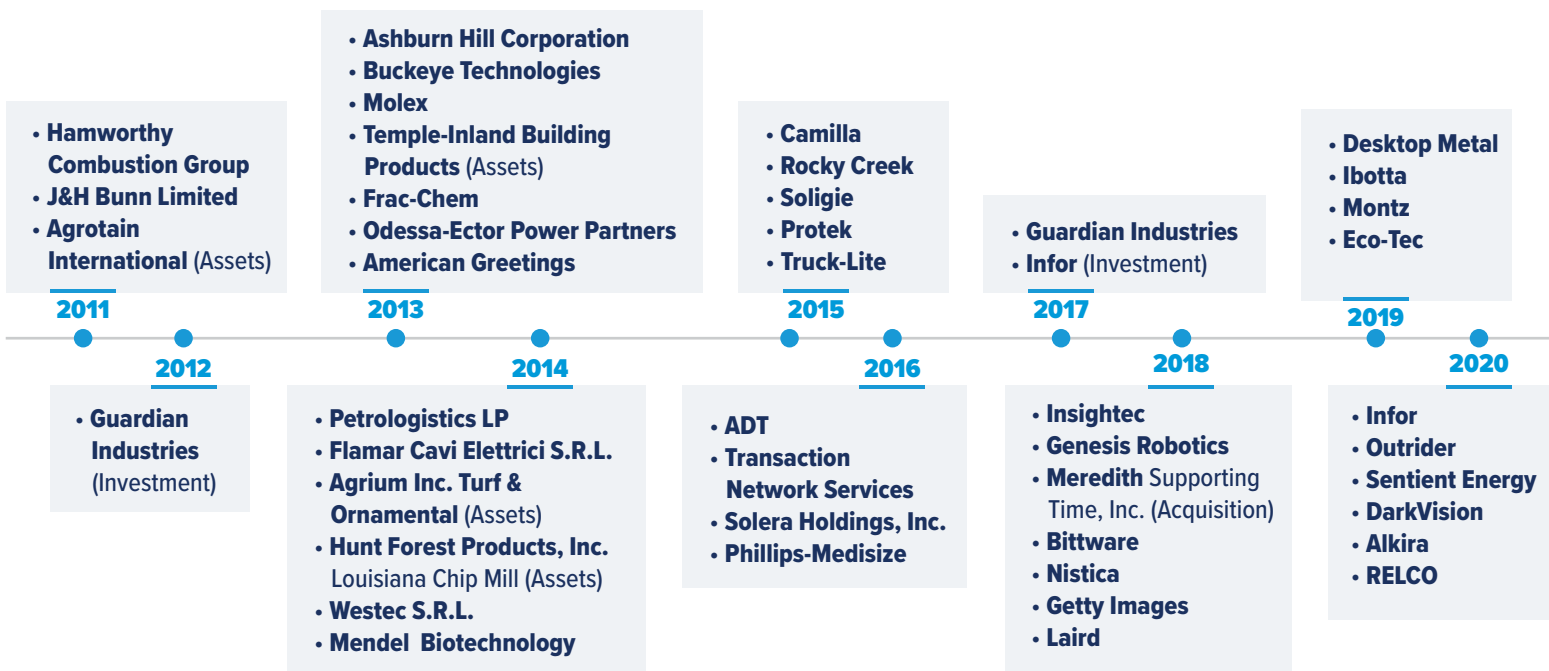 • Hamworthy
Combustion Group
• J&H Bunn Limited
• Agrotain
International (Assets)
2011
2012
• Guardian
Industries
(Investment)
• Ashburn Hill Corporation
• Buckeye Technologies
• Molex
• Temple-Inland Building
Products (Assets)
• Frac-Chem
• Odessa-Ector Power Partners
• American Greetings
2013
2014
• Petrologistics LP
• Flamar Cavi Elettrici S.R.L.
• Agrium Inc. Turf &
Ornamental (Assets)
• Hunt Forest Products, Inc.
Louisiana Chip Mill (Assets)
• Westec S.R.L.
• Mendel Biotechnology
• Camilla
• Rocky Creek
• Soligie
• Protek
• Truck-Lite
2015
2016
• ADT
• Transaction
Network Services
• Solera Holdings, Inc.
• Phillips-Medisize
• Guardian Industries
• Infor (Investment)
2017
2018
• Insightec
• Genesis Robotics
• Meredith Supporting
Time, Inc. (Acquisition)
• Bittware
• Nistica
• Getty Images
• Laird
• Desktop Metal
• Ibotta
• Montz
• Eco-Tec
2019
2020
• Infor
• Outrider
• Sentient Energy
• DarkVision
• Alkira
• RELCO